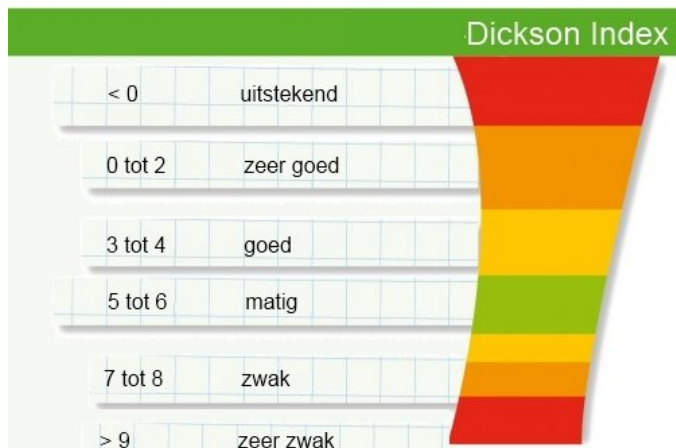 Dickson Index
< 0 uitstekend
0 tot 2 zeer goed
3 tot 4 goed
5 tot 6 matig
7 tot 8 zwak
> 9 zeer zwak